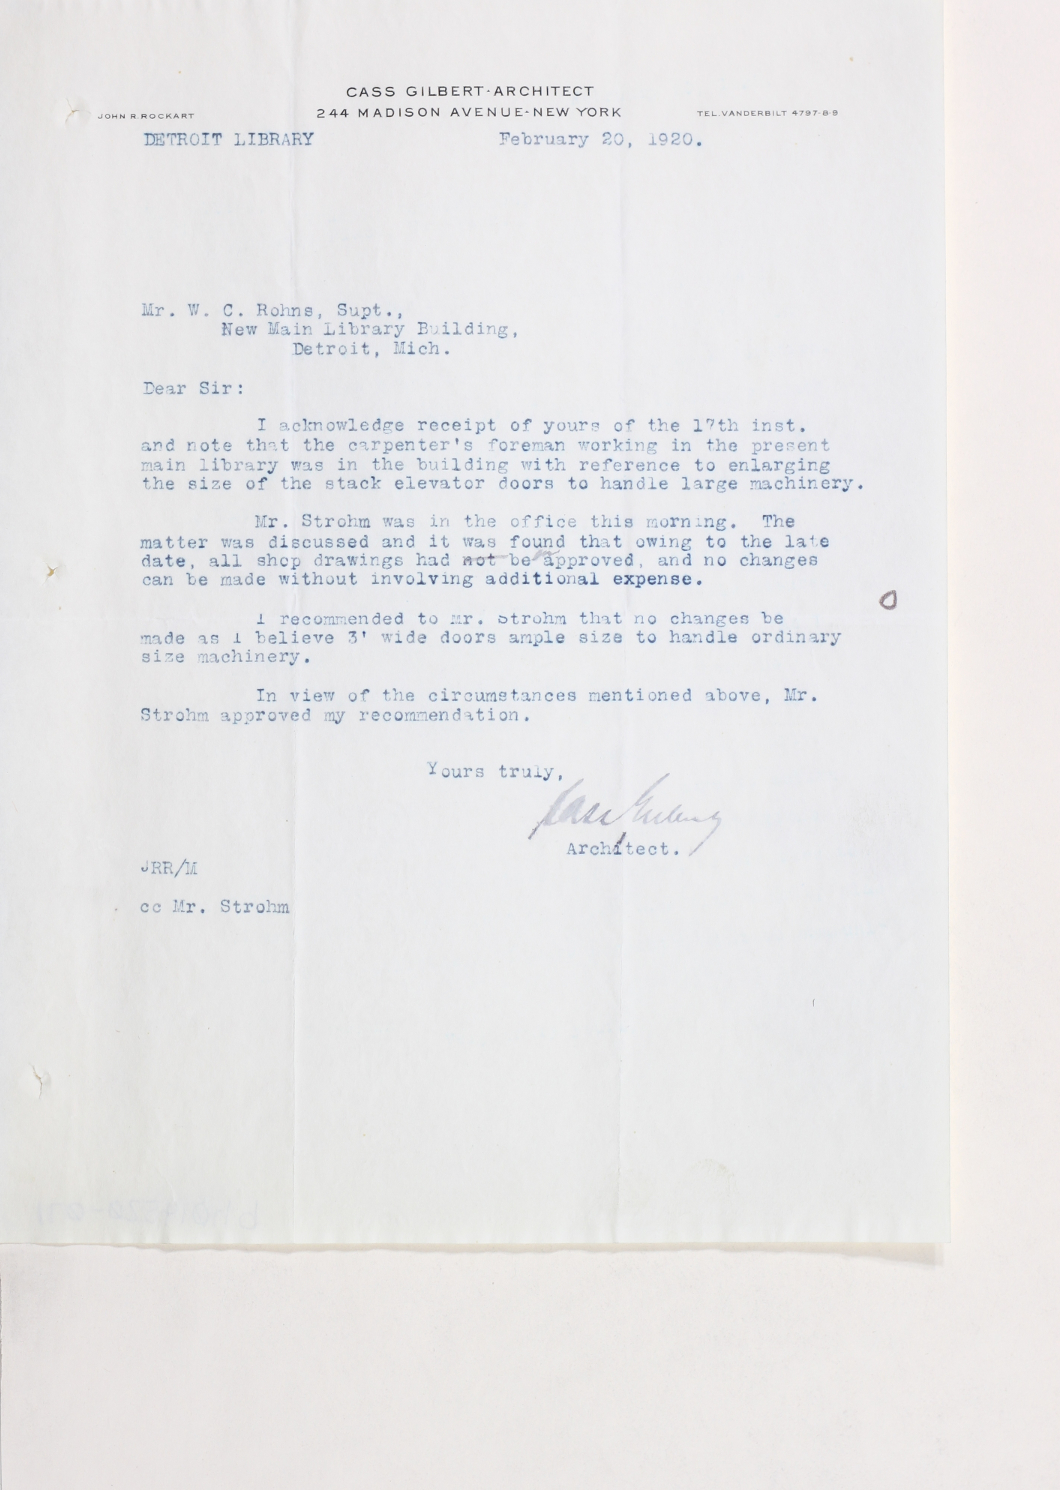 CASS GILBERT·ARCHITECT
244 MADISON AVENUE-NEW YORK
JOHN R. ROCKART
TEL. VANDERBILT 4797-8-9
DETROIT LIBRARY February 20, 1920.
Mr. W. C. Rohns, Supt.,
New Main Library Building,
Detroit, Mich.
Dear Sir:
I acknowledge receipt of yours of the 17th inst.
and note that the carpenter's foreman working in the present
main library was in the building with reference to enlarging
the size of the stack elevator doors to handle large machinery.
Mr. Strohm was in the office this morning. The
matter was discussed and it was found that owing to the late
date, all shop drawings had not been approved, and no changes
can be made without involving additional expense.
I recommended to Mr. Strohm that no changes be
made as I believe 3' wide doors ample size to handle ordinary
size machinery.
In view of the circumstances mentioned above, Mr.
Strohm approved my recommendation.
Yours truly,
Cass Gilbert
Architect.
JRR/M
cc Mr. Strohm